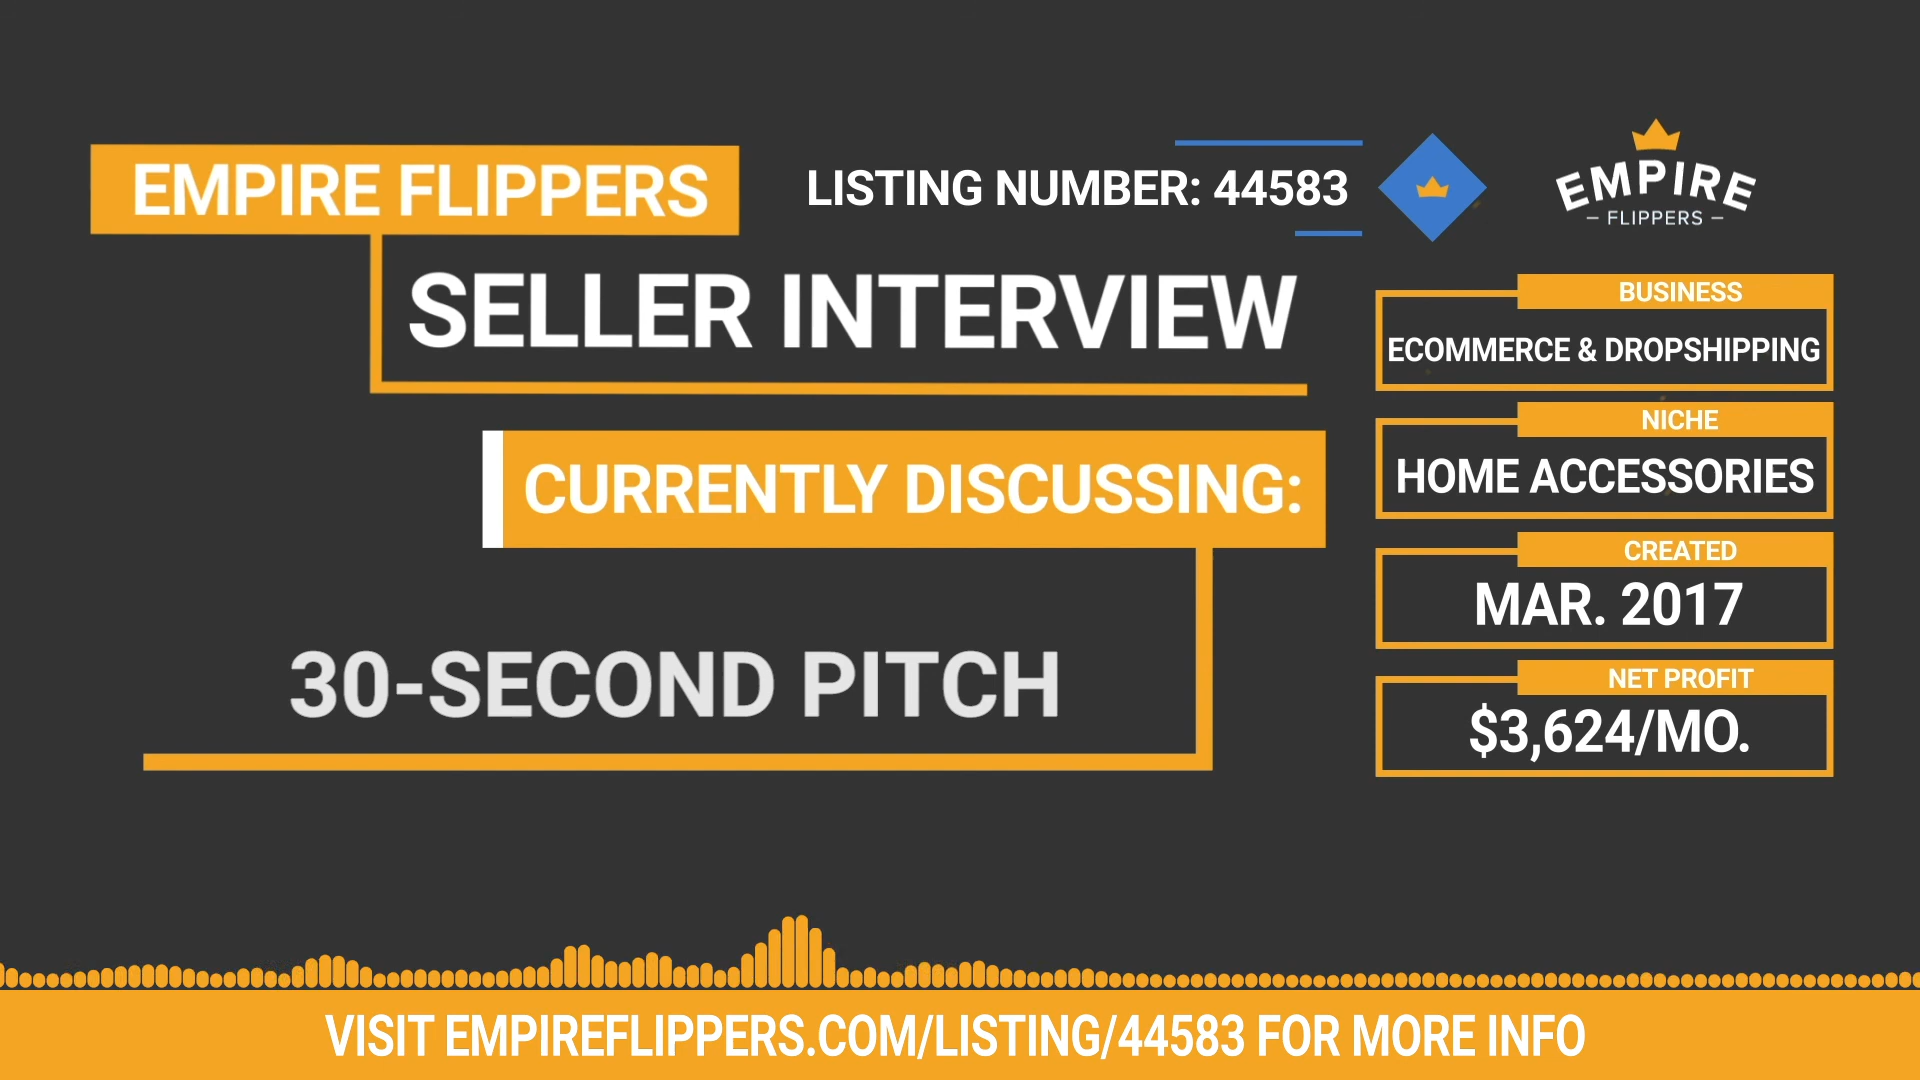 EMPIRE FLIPPERS
SELLER INTERVIEW
LISTING NUMBER: 44583
EMPIRE
FLIPPERS
CURRENTLY DISCUSSING:
30-SECOND PITCH
BUSINESS
ECOMMERCE & DROPSHIPPING
NICHE
HOME ACCESSORIES
CREATED
MAR. 2017
NET PROFIT
$3,624/MO.
VISIT EMPIREFLIPPERS.COM/LISTING/44583 FOR MORE INFO